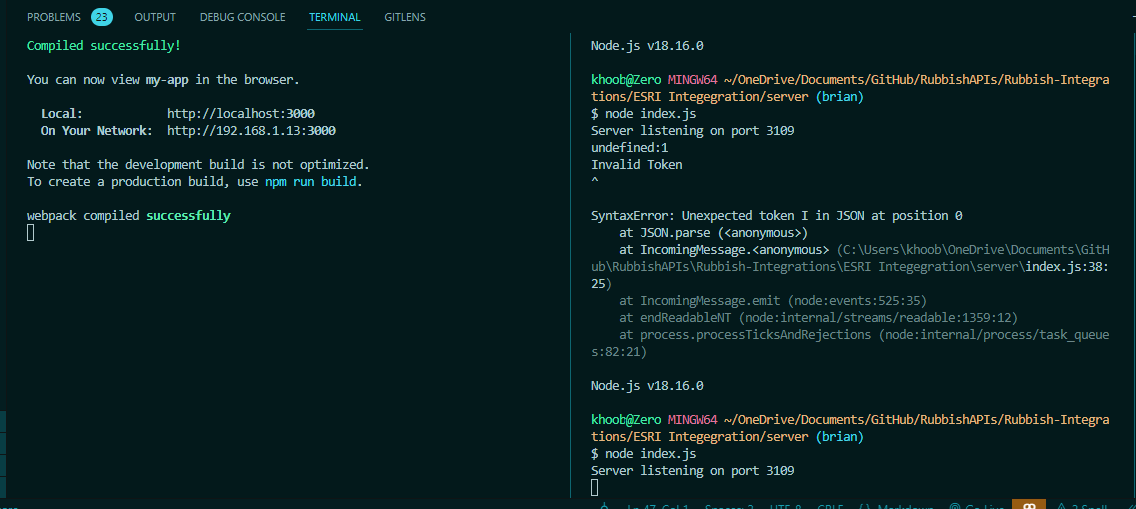 PROBLEMS 23 OUTPUT DEBUG CONSOLE TERMINAL GITLENS
Compiled successfully!
You can now view my-app in the browser.
Local: http://localhost:3000
On Your Network: http://192.168.1.13:3000
Note that the development build is not optimized.
To create a production build, use npm run build.
webpack compiled successfully
Node.js v18.16.0
khoob@Zero MINGW64 ~/OneDrive/Documents/GitHub/RubbishAPIs/Rubbish-Integra
tions/ESRI Integegration/server (brian)
$ node index.js
Server listening on port 3109
undefined:1
Invalid Token
^
SyntaxError: Unexpected token I in JSON at position 0
at JSON.parse (<anonymous>)
at IncomingMessage.<anonymous> (C:\Users\khoob\OneDrive\Documents\GitH
ub\RubbishAPIs\Rubbish-Integrations\ESRI Integegration\server\index.js:38:
25)
at IncomingMessage.emit (node:events:525:35)
at endReadableNT (node:internal/streams/readable:1359:12)
at process.processTicksAndRejections (node:internal/process/task_queue
s:82:21)
Node.js v18.16.0
khoob@Zero MINGW64 ~/OneDrive/Documents/GitHub/RubbishAPIs/Rubbish-Integra
tions/ESRI Integegration/server (brian)
$ node index.js
Server listening on port 3109